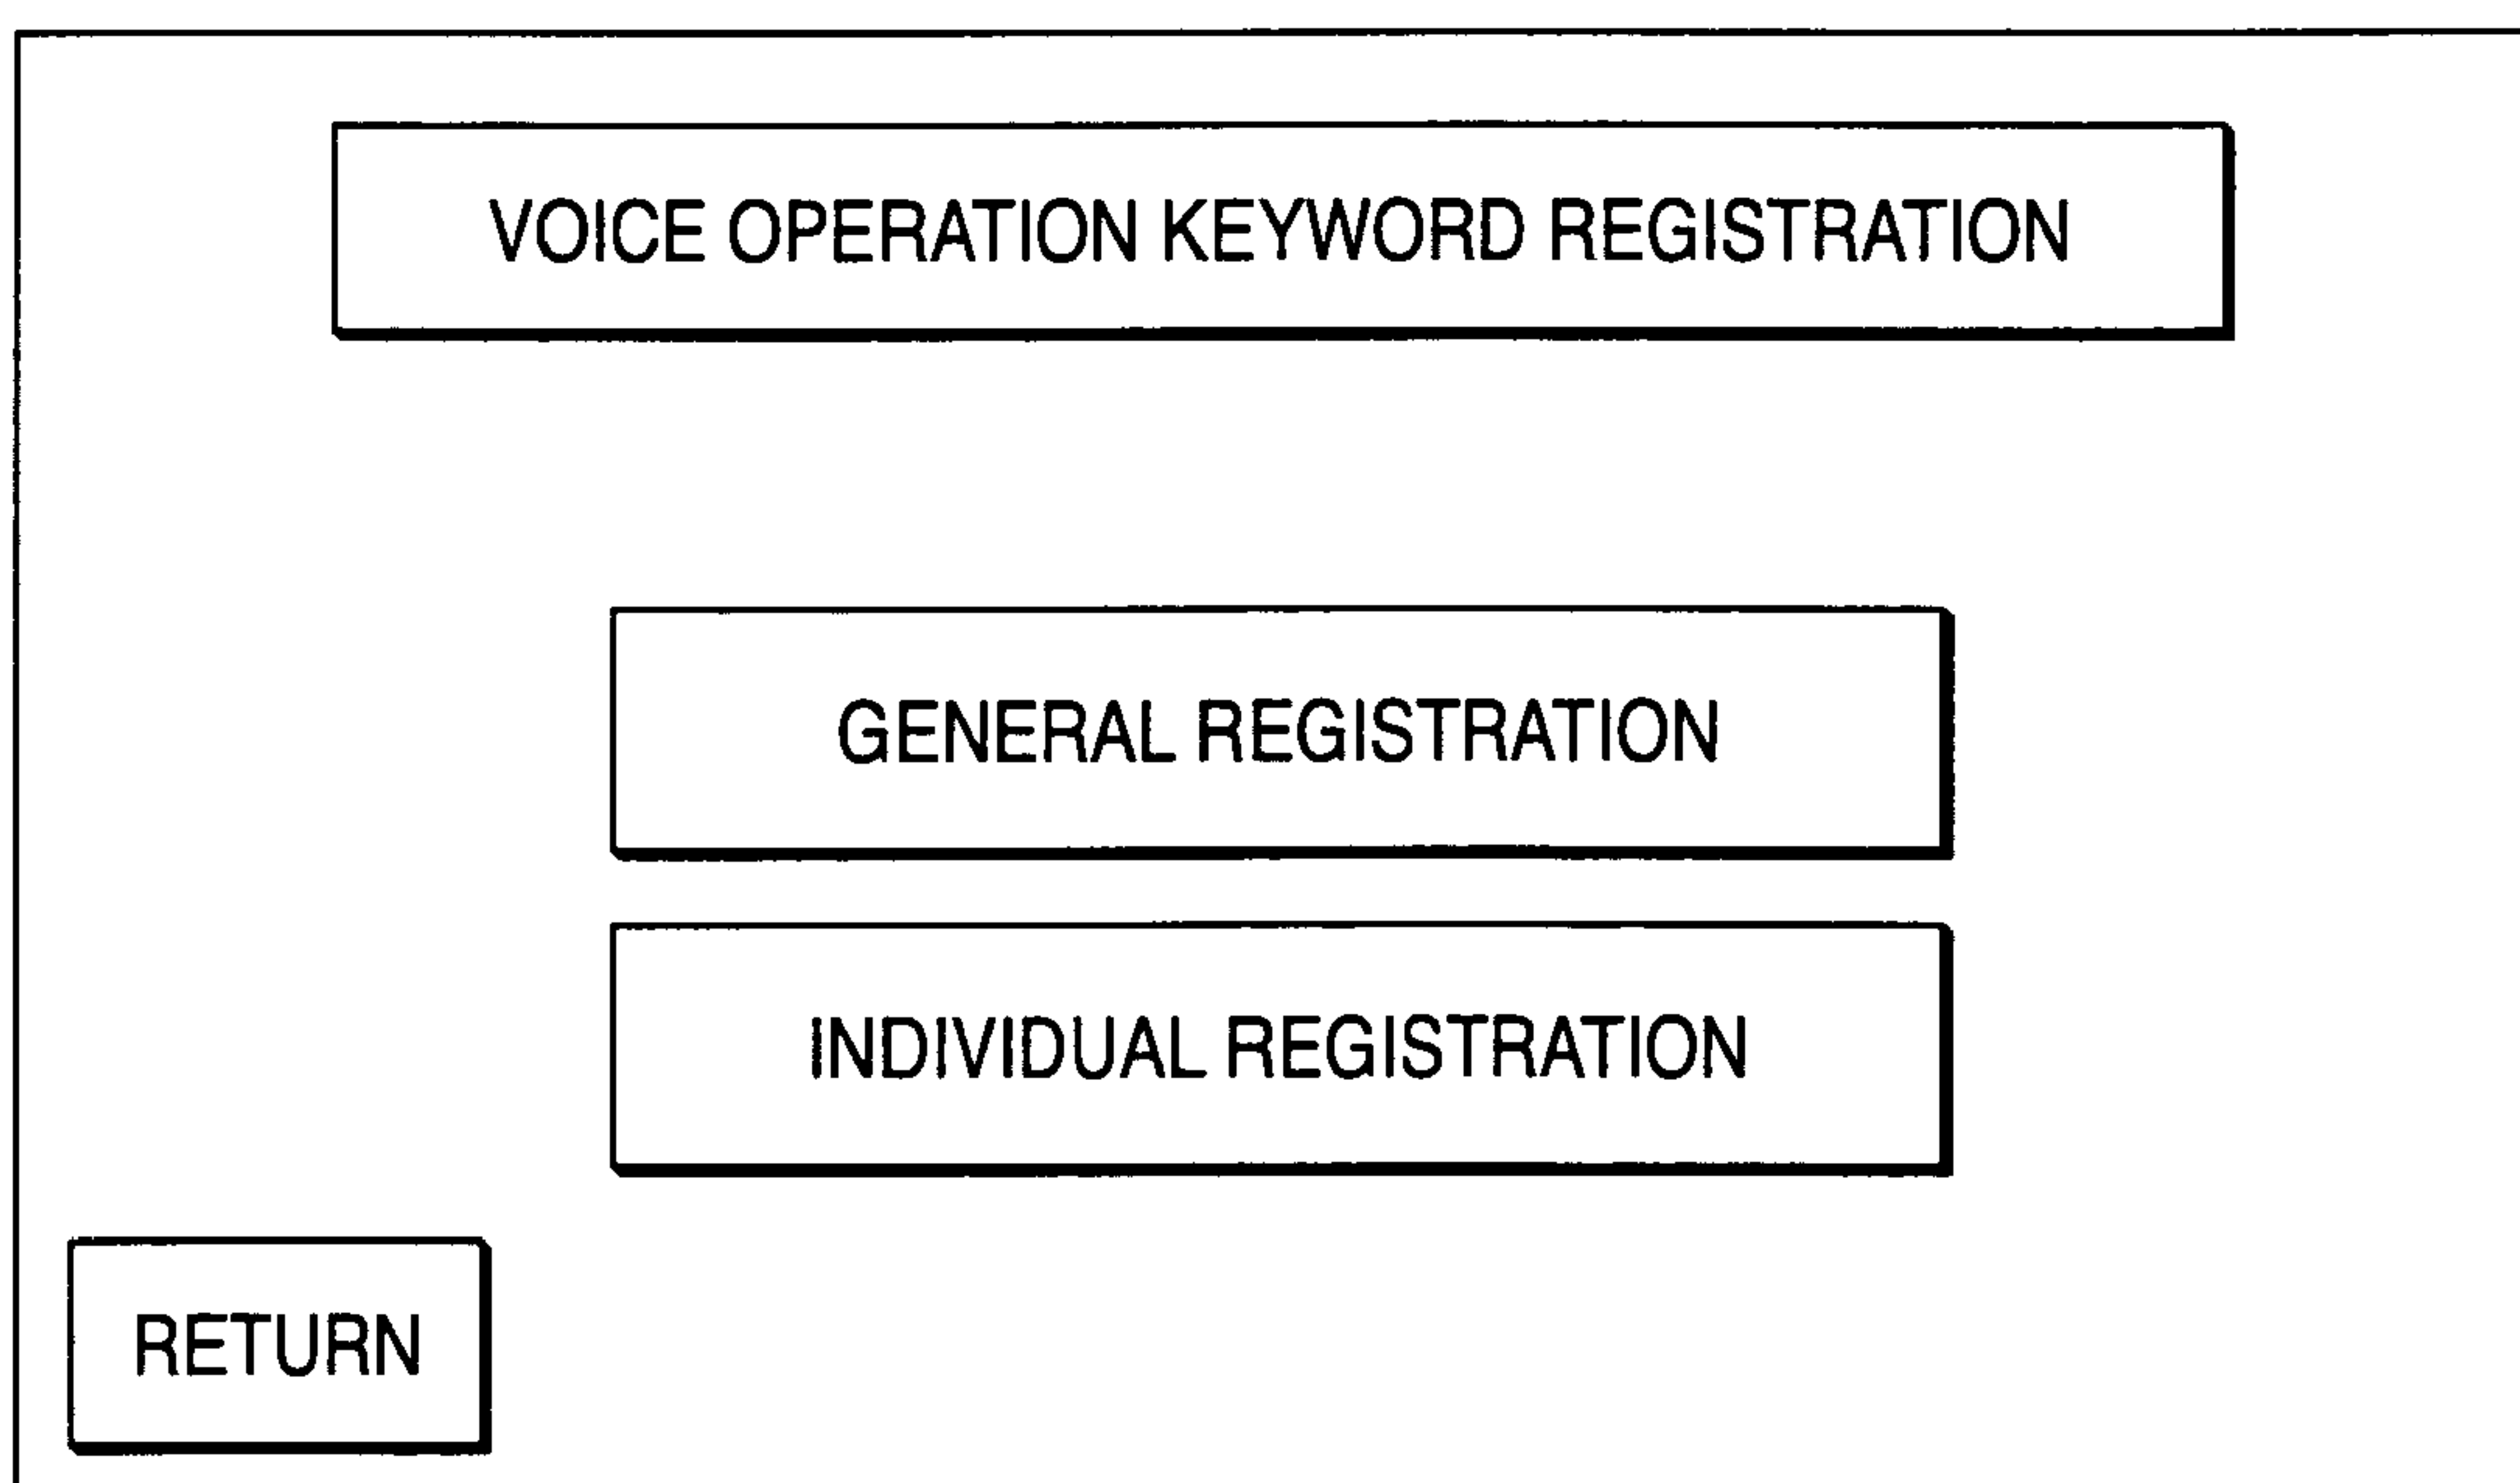 VOICE OPERATION KEYWORD REGISTRATION
GENERAL REGISTRATION
INDIVIDUAL REGISTRATION
RETURN